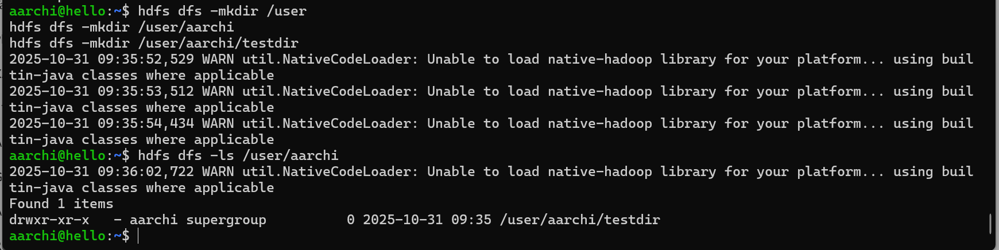 aarchi@hello:~$ hdfs dfs -mkdir /user
hdfs dfs -mkdir /user/aarchi
hdfs dfs -mkdir /user/aarchi/testdir
2025-10-31 09:35:52,529 WARN util.NativeCodeLoader: Unable to load native-hadoop library for your platform... using buil
tin-java classes where applicable
2025-10-31 09:35:53,512 WARN util.NativeCodeLoader: Unable to load native-hadoop library for your platform... using buil
tin-java classes where applicable
2025-10-31 09:35:54,434 WARN util.NativeCodeLoader: Unable to load native-hadoop library for your platform... using buil
tin-java classes where applicable
aarchi@hello:~$ hdfs dfs -ls /user/aarchi
2025-10-31 09:36:02,722 WARN util.NativeCodeLoader: Unable to load native-hadoop library for your platform... using buil
tin-java classes where applicable
Found 1 items
drwxr-xr-x   - aarchi supergroup          0 2025-10-31 09:35 /user/aarchi/testdir
aarchi@hello:~$